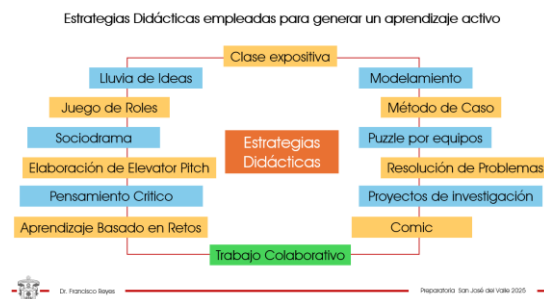 Estrategias Didácticas empleadas para generar un aprendizaje activo
Clase expositiva
Lluvia de Ideas
Modelamiento
Juego de Roles
Método de Caso
Sociodrama
Puzzle por equipos
Estrategias
Didácticas
Elaboración de Elevator Pitch
Resolución de Problemas
Pensamiento Critico
Proyectos de investigación
Aprendizaje Basado en Retos
Comic
Trabajo Colaborativo
Dr. Francisco Reyes
Preparatoria San José del Valle 2025